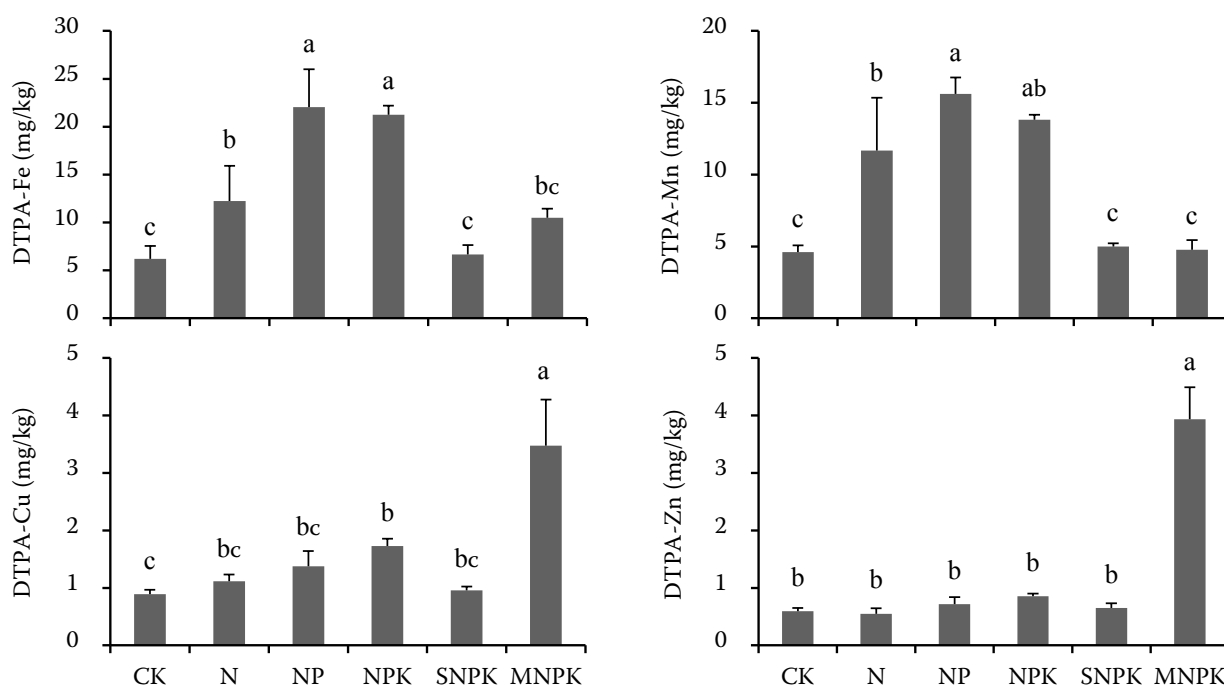 DTPA-Fe (mg/kg)
30
25
20
15
10
5
0
c
b
a
a
c
bc
DTPA-Mn (mg/kg)
20
15
10
5
0
c
b
a
ab
c
c
DTPA-Cu (mg/kg)
5
4
3
2
1
0
c
bc
bc
b
bc
a
CK N NP NPK SNPK MNPK
DTPA-Zn (mg/kg)
5
4
3
2
1
0
b
b
b
b
b
a
CK N NP NPK SNPK MNPK